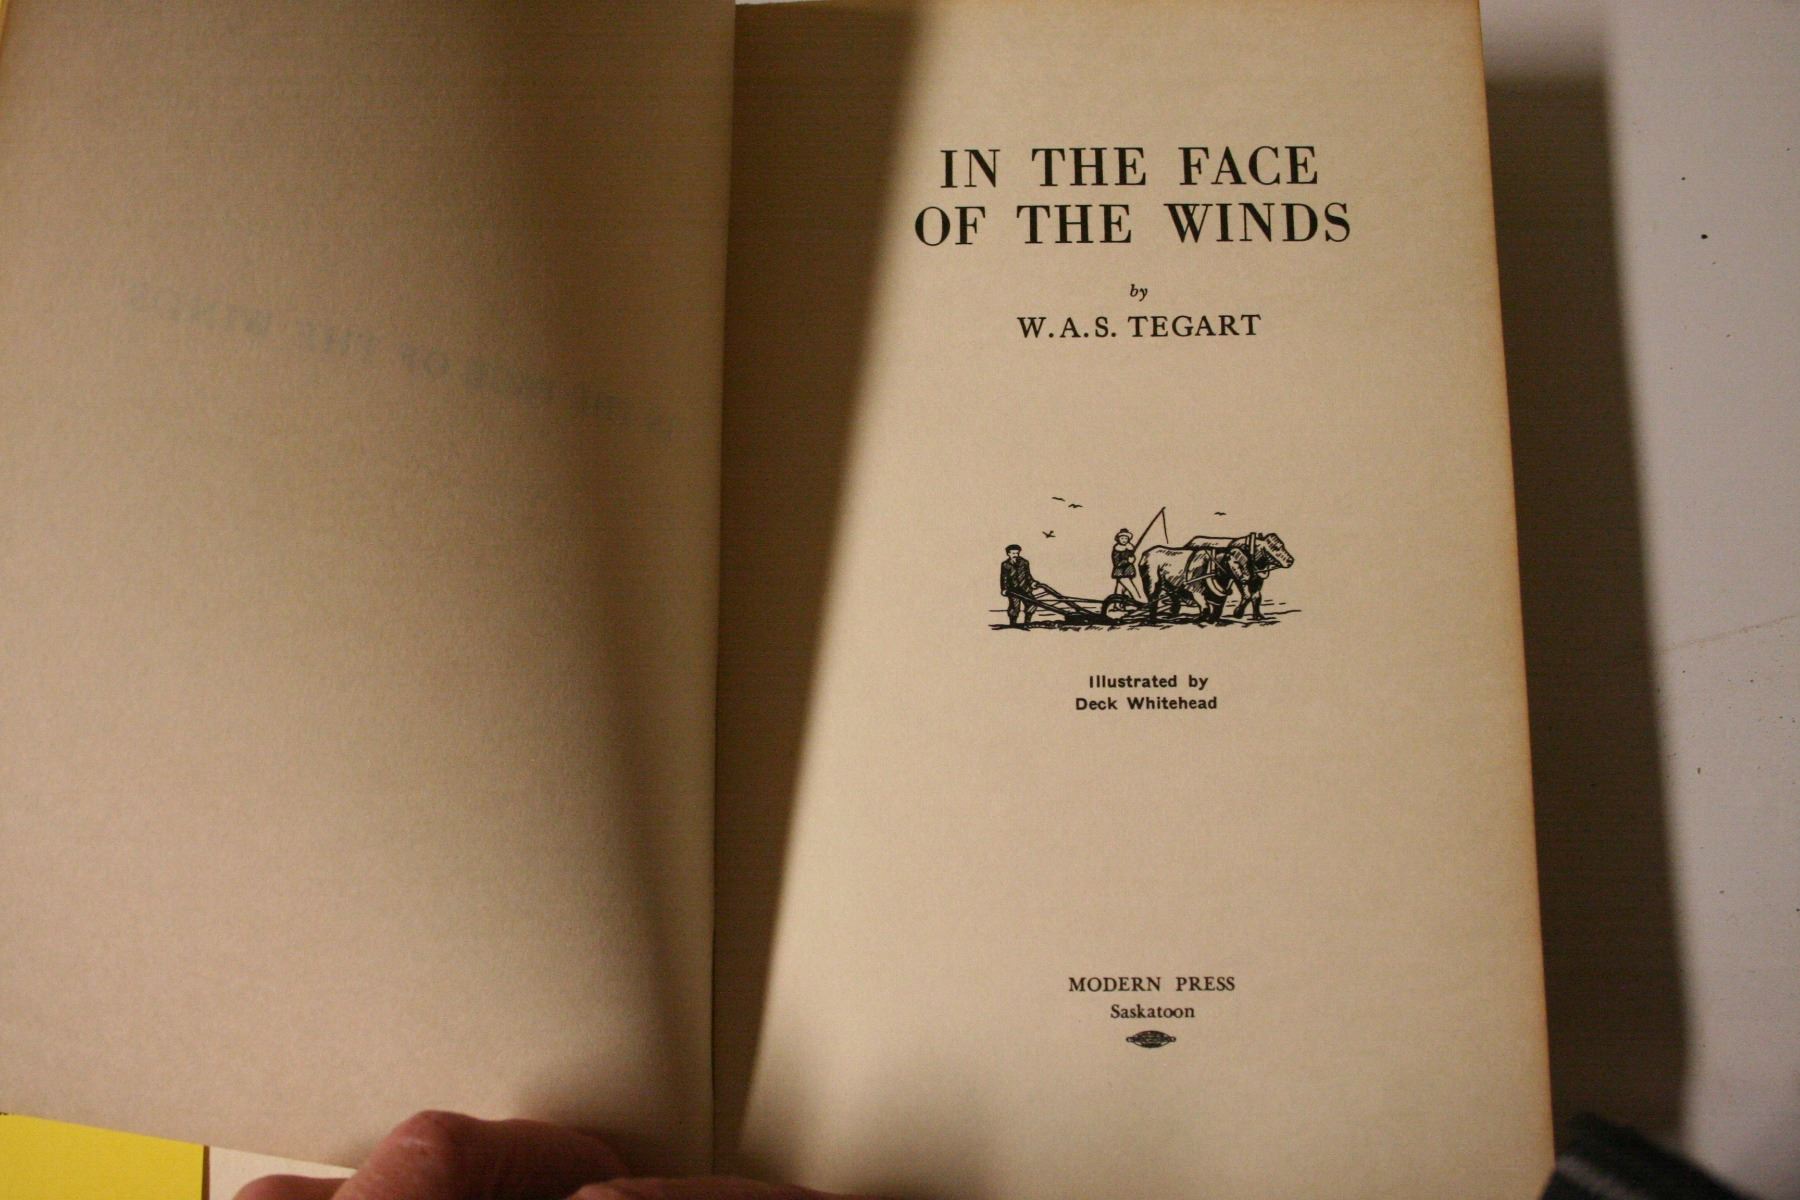 IN THE FACE
OF THE WINDS
by
W. A. S. TEGART
Illustrated by
Deck Whitehead
MODERN PRESS
Saskatoon